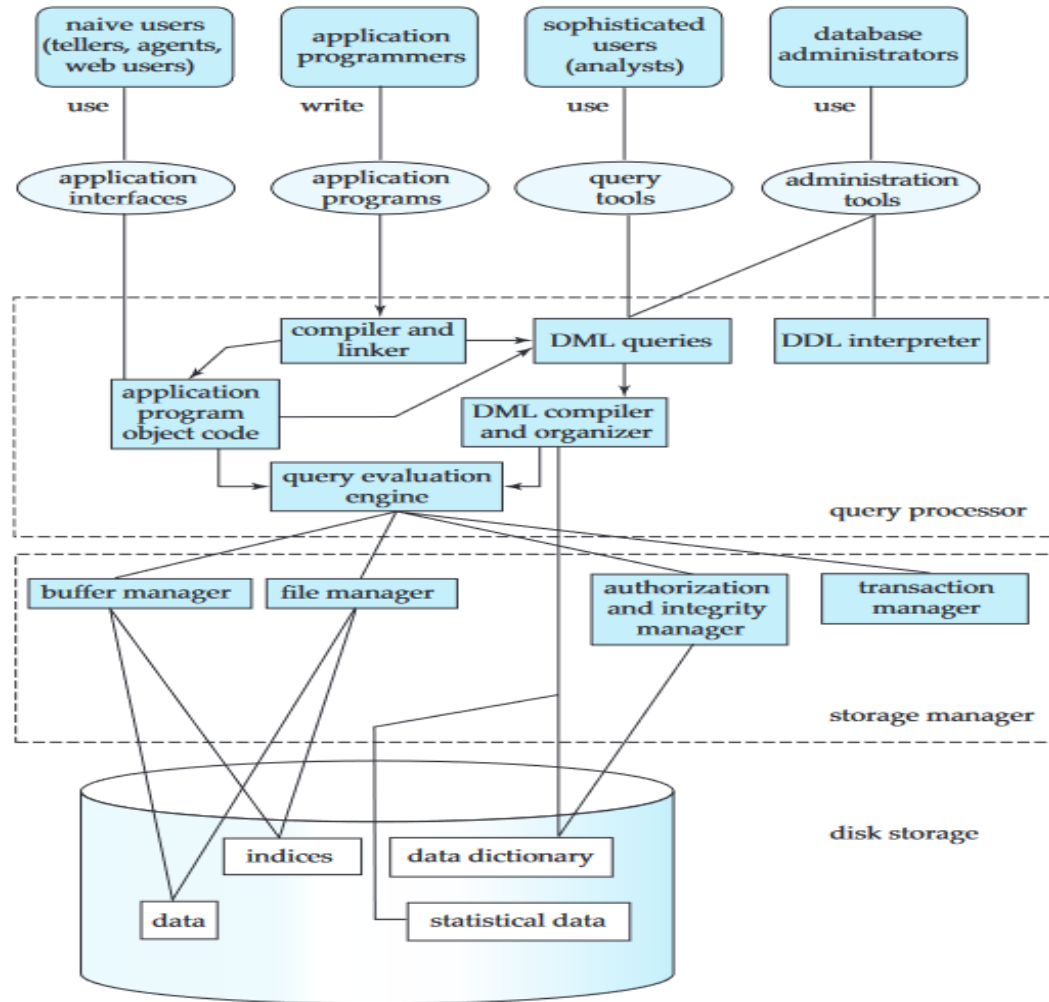 naive users
(tellers, agents,
web users)
application
programmers
sophisticated
users
(analysts)
database
administrators
use
write
use
use
application
interfaces
application
programs
query
tools
administration
tools
compiler and
linker
DML queries
DDL interpreter
application
program
object code
DML compiler
and organizer
query evaluation
engine
query processor
buffer manager
file manager
authorization
and integrity
manager
transaction
manager
storage manager
disk storage
indices
data dictionary
data
statistical data